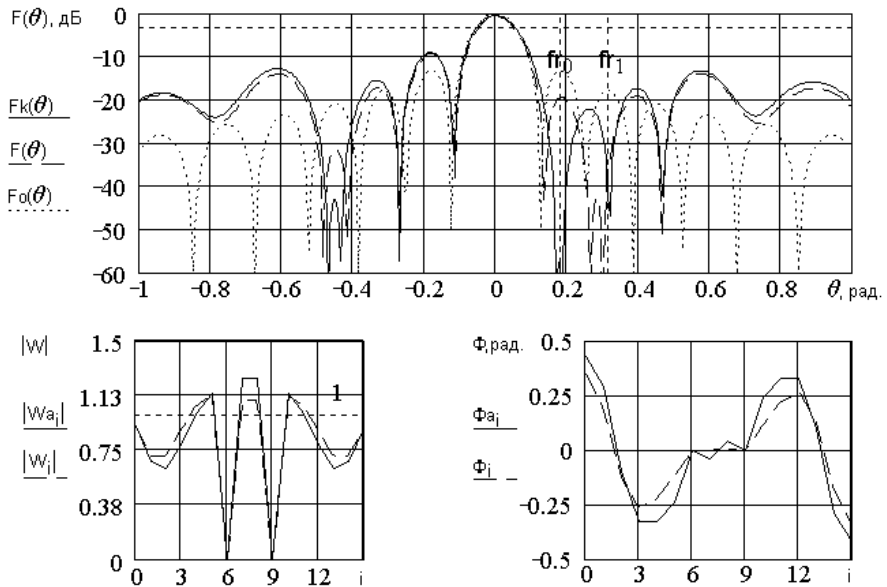 F(θ), дБ
0
−10
−20
−30
−40
−50
−60
fr0 fr1
Fk(θ)
F(θ)
Fo(θ)
−1 −0.8 −0.6 −0.4 −0.2 0 0.2 0.4 0.6 0.8 1
θ, рад.
|W|
1.5
1.13
0.75
0.38
0
1
|Wai|
|Wi|
0 3 6 9 12 i
Φ,рад.
0.5
0.25
0
−0.25
−0.5
Φai
Φi
0 3 6 9 12 i